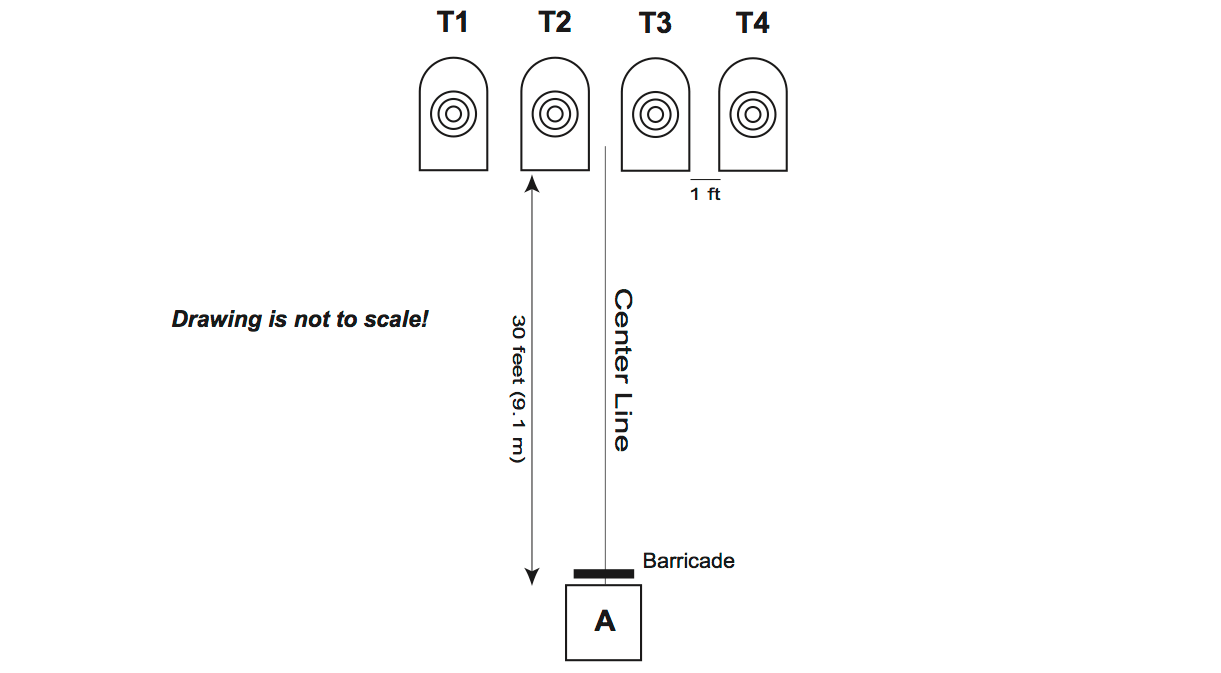 T1 T2 T3 T4
1 ft
Drawing is not to scale!
30 feet (9.1 m)
Center Line
Barricade
A